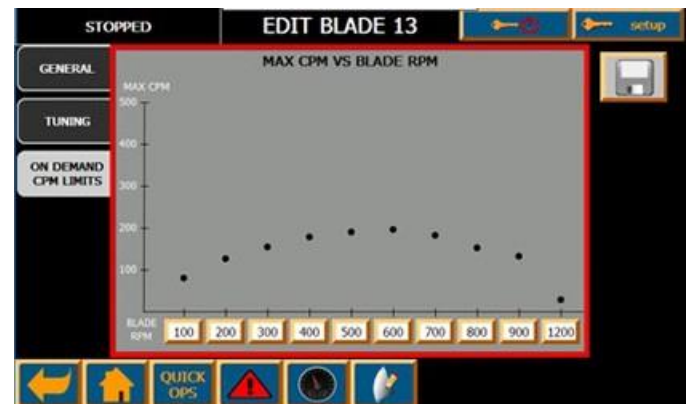 STOPPED
EDIT BLADE 13
setup
GENERAL
TUNING
ON DEMAND
CPM LIMITS
MAX CPM VS BLADE RPM
MAX CPM
500
400
300
200
100
BLADE
RPM
100 200 300 400 500 600 700 800 900 1200
QUICK
OPS